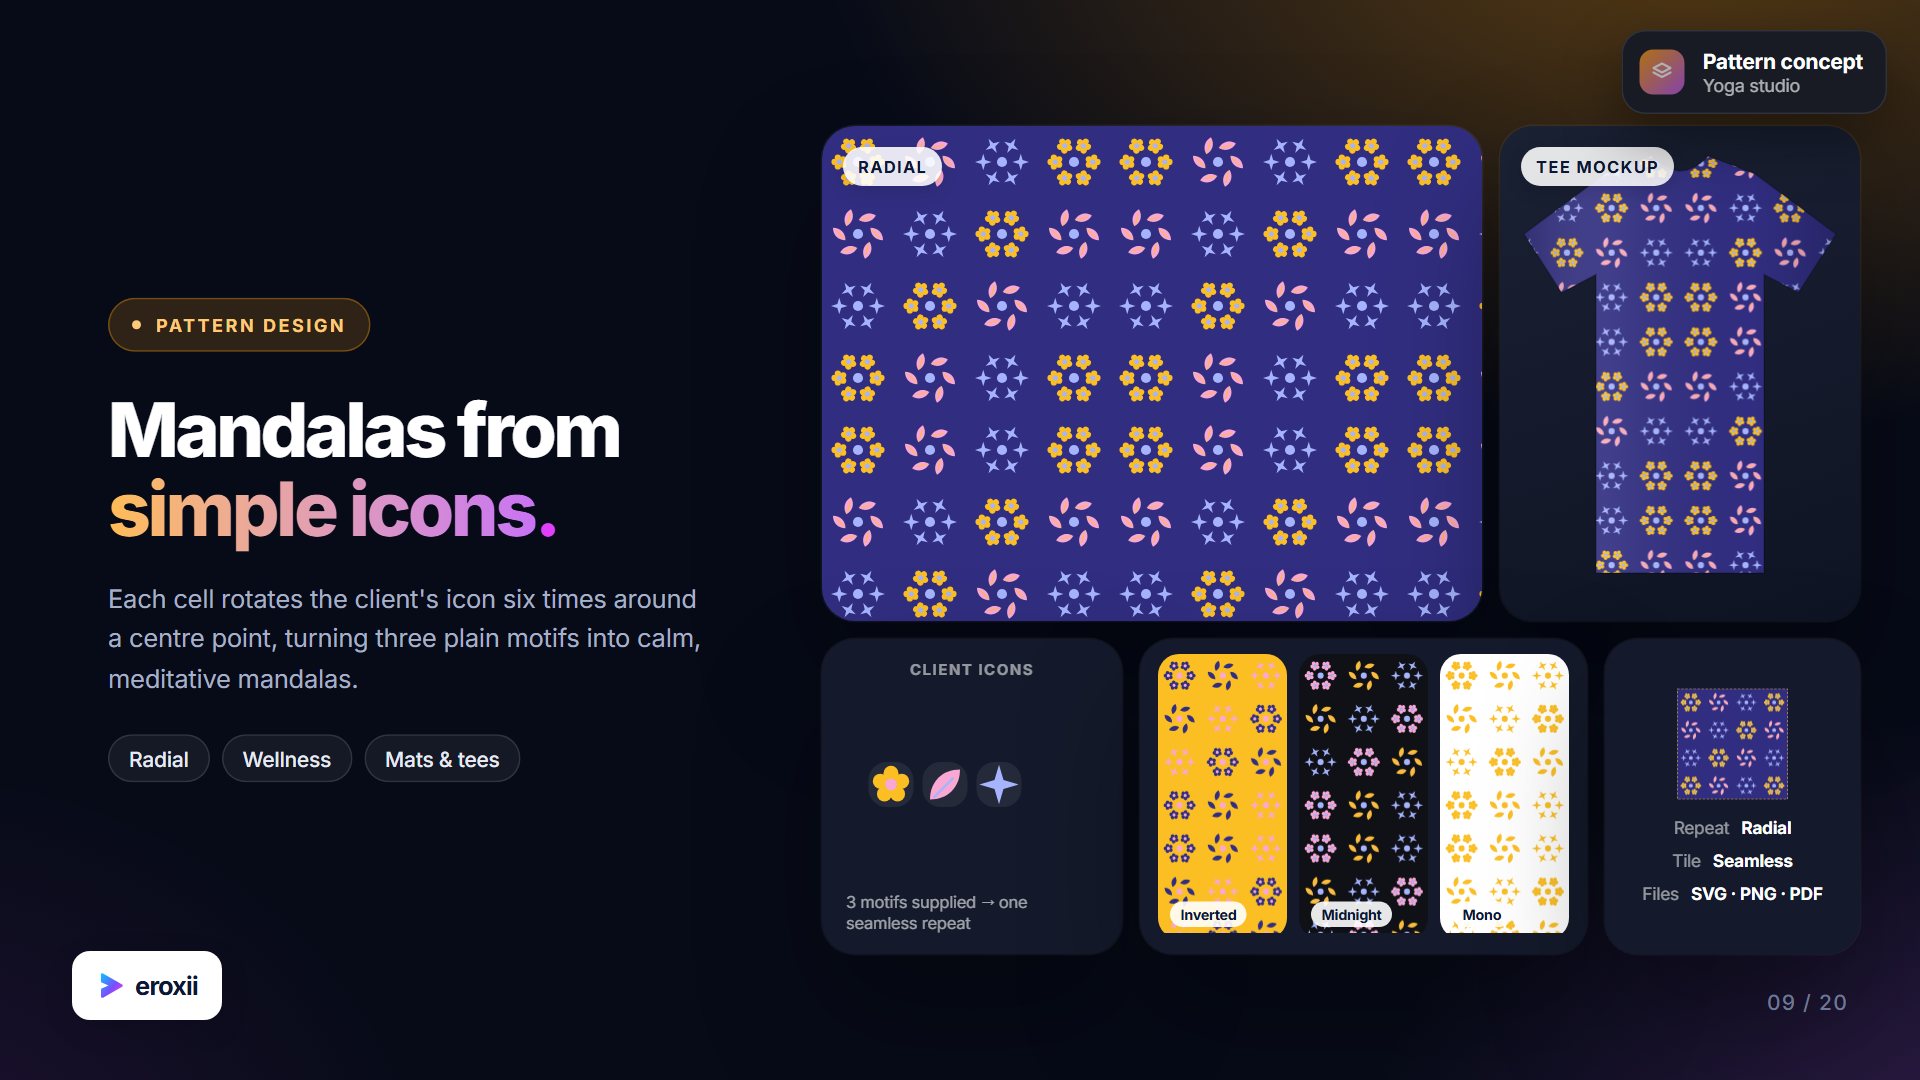 Pattern concept
Yoga studio
PATTERN DESIGN
Mandalas from
simple icons.
Each cell rotates the client's icon six times around
a centre point, turning three plain motifs into calm,
meditative mandalas.
Radial
Wellness
Mats & tees
eroxii
RADIAL
TEE MOCKUP
CLIENT ICONS
3 motifs supplied → one
seamless repeat
Inverted
Midnight
Mono
Repeat Radial
Tile Seamless
Files SVG · PNG · PDF
09 / 20